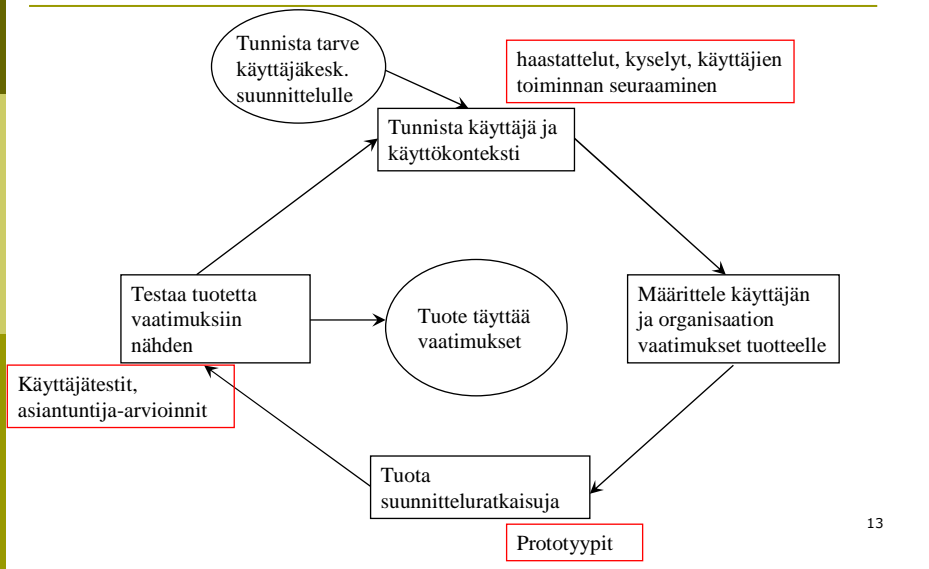 Tunnista tarve
käyttäjäkesk.
suunnittelulle
haastattelut, kyselyt, käyttäjien
toiminnan seuraaminen
Tunnista käyttäjä ja
käyttökonteksti
Testaa tuotetta
vaatimuksiin
nähden
Tuote täyttää
vaatimukset
Määrittele käyttäjän
ja organisaation
vaatimukset tuotteelle
Käyttäjätestit,
asiantuntija-arvioinnit
Tuota
suunnitteluratkaisuja
Prototyypit
13